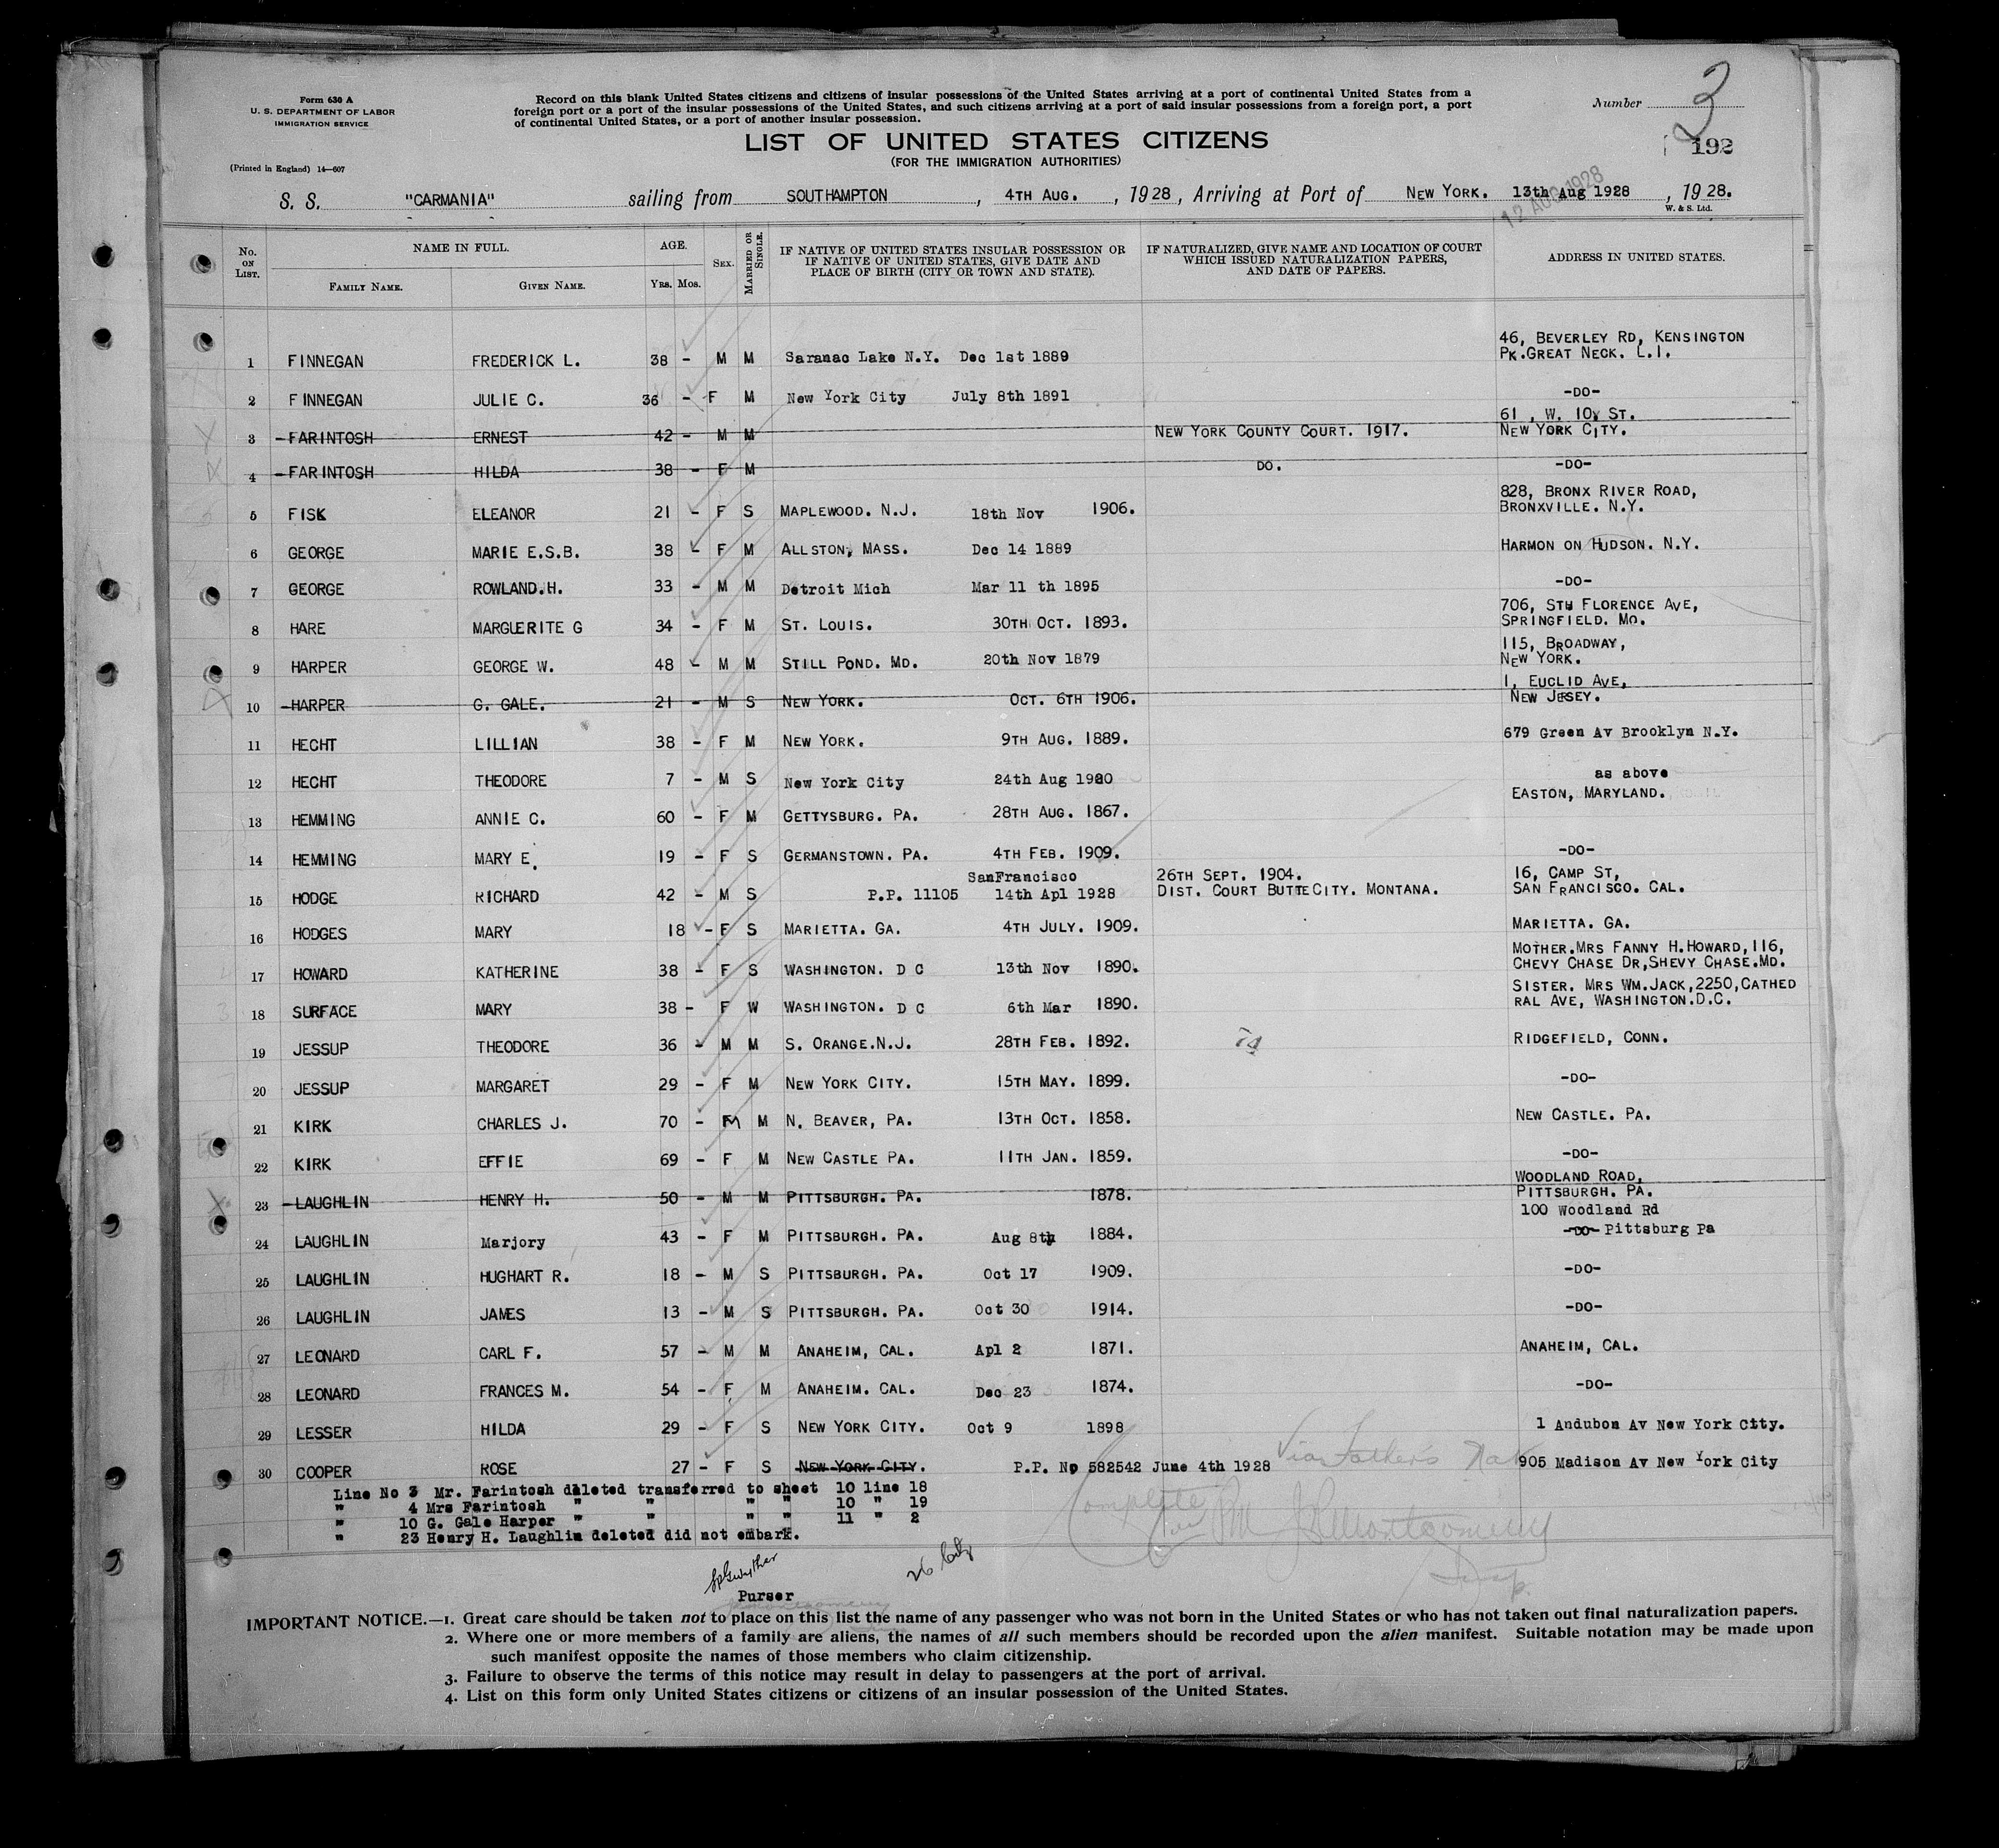 Form 630 A
U. S. DEPARTMENT OF LABOR
IMMIGRATION SERVICE
(Printed in England) 14—607
Record on this blank United States citizens and citizens of insular possessions of the United States arriving at a port of continental United States from a
foreign port or a port of the insular possessions of the United States, and such citizens arriving at a port of said insular possessions from a foreign port, a port
of continental United States, or a port of another insular possession.
Number 3
192
LIST OF UNITED STATES CITIZENS
(FOR THE IMMIGRATION AUTHORITIES)
12 AUG 1928
S. S. "CARMANIA" sailing from SOUTHAMPTON, 4TH AUG., 1928, Arriving at Port of NEW YORK. 13th Aug 1928, 1928.
W. & S. Ltd.
No. ON LIST. NAME IN FULL. FAMILY NAME. GIVEN NAME. AGE. YRS. MOS. SEX. MARRIED OR SINGLE. IF NATIVE OF UNITED STATES INSULAR POSSESSION OR IF NATIVE OF UNITED STATES, GIVE DATE AND PLACE OF BIRTH (CITY OR TOWN AND STATE). IF NATURALIZED, GIVE NAME AND LOCATION OF COURT WHICH ISSUED NATURALIZATION PAPERS, AND DATE OF PAPERS. ADDRESS IN UNITED STATES.
46, BEVERLEY RD, KENSINGTON
1 FINNEGAN FREDERICK L. 38 - M M Saranac Lake N.Y. Dec 1st 1889 PK.GREAT NECK. L.I.
2 FINNEGAN JULIE C. 36 - F M New York City July 8th 1891 -DO-
61, W. 10, ST.
3 FARINTOSH ERNEST 42 - M M NEW YORK COUNTY COURT. 1917. NEW YORK CITY.
4 FARINTOSH HILDA 38 - F M DO. -DO-
828, BRONX RIVER ROAD,
5 FISK ELEANOR 21 - F S MAPLEWOOD. N.J. 18th Nov 1906. BRONXVILLE. N.Y.
6 GEORGE MARIE E.S.B. 38 - F M ALLSTON, MASS. Dec 14 1889 HARMON ON HUDSON. N.Y.
7 GEORGE ROWLAND.H. 33 - M M Detroit Mich Mar 11 th 1895 -DO-
706, STH FLORENCE AVE,
8 HARE MARGUERITE G 34 - F M ST. LOUIS. 30TH OCT. 1893. SPRINGFIELD. MO.
115, BROADWAY,
9 HARPER GEORGE W. 48 - M M STILL POND. MD. 20th Nov 1879 NEW YORK.
1, EUCLID AVE,
10 HARPER G. GALE. 21 - M S NEW YORK. OCT. 6TH 1906. NEW JERSEY.
11 HECHT LILLIAN 38 - F M NEW YORK. 9TH AUG. 1889. 679 Green Av Brooklyn N.Y.
12 HECHT THEODORE 7 - M S New York City 24th Aug 1920 as above
EASTON, MARYLAND.
13 HEMMING ANNIE C. 60 - F M GETTYSBURG. PA. 28TH AUG. 1867.
14 HEMMING MARY E. 19 - F S GERMANSTOWN. PA. 4TH FEB. 1909. -DO-
SanFrancisco 26TH SEPT. 1904. 16, CAMP ST,
15 HODGE RICHARD 42 - M S P.P. 11105 14th Apl 1928 DIST. COURT BUTTE CITY. MONTANA. SAN FRANCISCO. CAL.
16 HODGES MARY 18 - F S MARIETTA. GA. 4TH JULY. 1909. MARIETTA. GA.
MOTHER.MRS FANNY H.HOWARD,116,
17 HOWARD KATHERINE 38 - F S WASHINGTON. D C 13th Nov 1890. CHEVY CHASE DR,SHEVY CHASE.MD.
SISTER. MRS WM.JACK,2250,CATHED
18 SURFACE MARY 38 - F W WASHINGTON. D C 6th Mar 1890. RAL AVE, WASHINGTON.D.C.
19 JESSUP THEODORE 36 - M M S. ORANGE.N.J. 28TH FEB. 1892. RIDGEFIELD, CONN.
20 JESSUP MARGARET 29 - F M NEW YORK CITY. 15TH MAY. 1899. -DO-
21 KIRK CHARLES J. 70 - M M N. BEAVER, PA. 13TH OCT. 1858. NEW CASTLE. PA.
22 KIRK EFFIE 69 - F M NEW CASTLE PA. 11TH JAN. 1859. -DO-
WOODLAND ROAD,
23 LAUGHLIN HENRY H. 50 - M M PITTSBURGH. PA. 1878. PITTSBURGH. PA.
100 Woodland Rd
24 LAUGHLIN Marjory 43 - F M PITTSBURGH. PA. Aug 8th 1884. -DO- Pittsburg Pa
25 LAUGHLIN HUGHART R. 18 - M S PITTSBURGH. PA. Oct 17 1909. -DO-
26 LAUGHLIN JAMES 13 - M S PITTSBURGH. PA. Oct 30 1914. -DO-
27 LEONARD CARL F. 57 - M M ANAHEIM, CAL. Apl 2 1871. ANAHEIM, CAL.
28 LEONARD FRANCES M. 54 - F M ANAHEIM. CAL. Dec 23 1874. -DO-
29 LESSER HILDA 29 - F S NEW YORK CITY. Oct 9 1898 1 Andubon Av New York City.
30 COOPER ROSE 27 - F S NEW YORK CITY. P.P. No 582542 June 4th 1928 Via Father's Nat 905 Madison Av New York City
Line No 3 Mr. Farintosh deleted transferred to sheet 10 line 18
" 4 Mrs Farintosh " " " " 10 " 19
" 10 G. Gale Harper " " " " 11 " 2
" 23 Henry H. Laughlin deleted did not embark.
Complete
Montgomery
Insp.
Purser
IMPORTANT NOTICE.—1. Great care should be taken not to place on this list the name of any passenger who was not born in the United States or who has not taken out final naturalization papers.
2. Where one or more members of a family are aliens, the names of all such members should be recorded upon the alien manifest. Suitable notation may be made upon
such manifest opposite the names of those members who claim citizenship.
3. Failure to observe the terms of this notice may result in delay to passengers at the port of arrival.
4. List on this form only United States citizens or citizens of an insular possession of the United States.